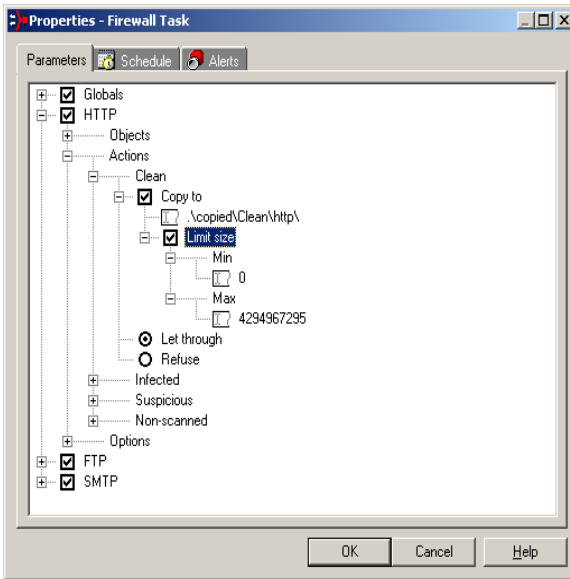 Properties - Firewall Task
Parameters Schedule Alerts
Globals
HTTP
Objects
Actions
Clean
Copy to
.\copied\Clean\http\
Limit size
Min
0
Max
4294967295
Let through
Refuse
Infected
Suspicious
Non-scanned
Options
FTP
SMTP
OK Cancel Help